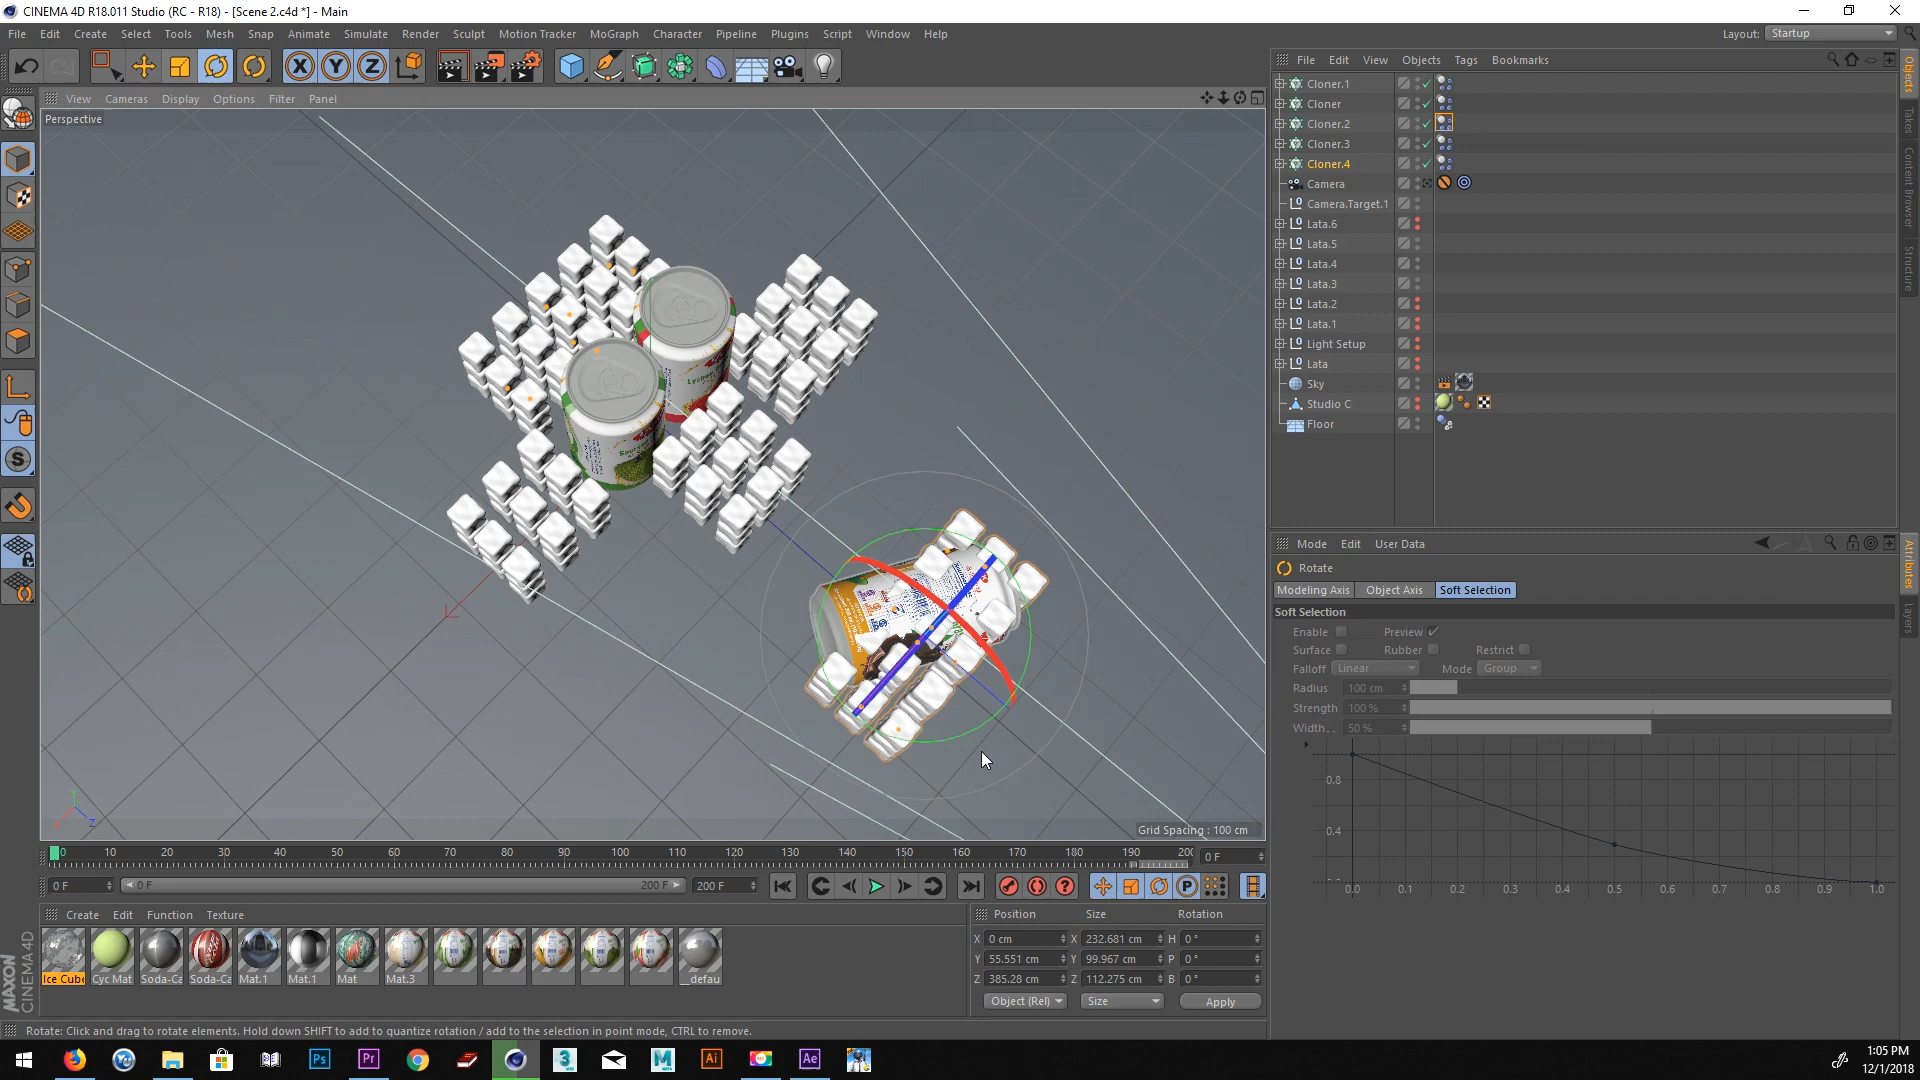 CINEMA 4D R18.011 Studio (RC - R18) - [Scene 2.c4d *] - Main
File Edit Create Select Tools Mesh Snap Animate Simulate Render Sculpt Motion Tracker MoGraph Character Pipeline Plugins Script Window Help
Layout: Startup
File Edit View Objects Tags Bookmarks
View Cameras Display Options Filter Panel
Perspective
Cloner.1
Cloner
Cloner.2
Cloner.3
Cloner.4
Camera
Camera.Target.1
Lata.6
Lata.5
Lata.4
Lata.3
Lata.2
Lata.1
Light Setup
Lata
Sky
Studio C
Floor
Objects
Takes
Content Browser
Structure
Mode Edit User Data
Rotate
Modeling Axis Object Axis Soft Selection
Soft Selection
Enable Preview
Surface Rubber Restrict
Falloff Linear Mode Group
Radius 100 cm
Strength 100 %
Width. . 50 %
0.8
0.4
0.0 0.1 0.2 0.3 0.4 0.5 0.6 0.7 0.8 0.9 1.0
Attributes
Layers
Grid Spacing : 100 cm
0 10 20 30 40 50 60 70 80 90 100 110 120 130 140 150 160 170 180 190 200 0 F
0 F 0 F 200 F 200 F
Create Edit Function Texture
Ice Cube Cyc Mat Soda-Ca Soda-Ca Mat.1 Mat.1 Mat Mat.3 __defau
Position Size Rotation
X 0 cm X 232.681 cm H 0 °
Y 55.551 cm Y 99.967 cm P 0 °
Z 385.28 cm Z 112.275 cm B 0 °
Object (Rel) Size Apply
MAXON
CINEMA 4D
Rotate: Click and drag to rotate elements. Hold down SHIFT to add to quantize rotation / add to the selection in point mode, CTRL to remove.
1:05 PM
12/1/2018